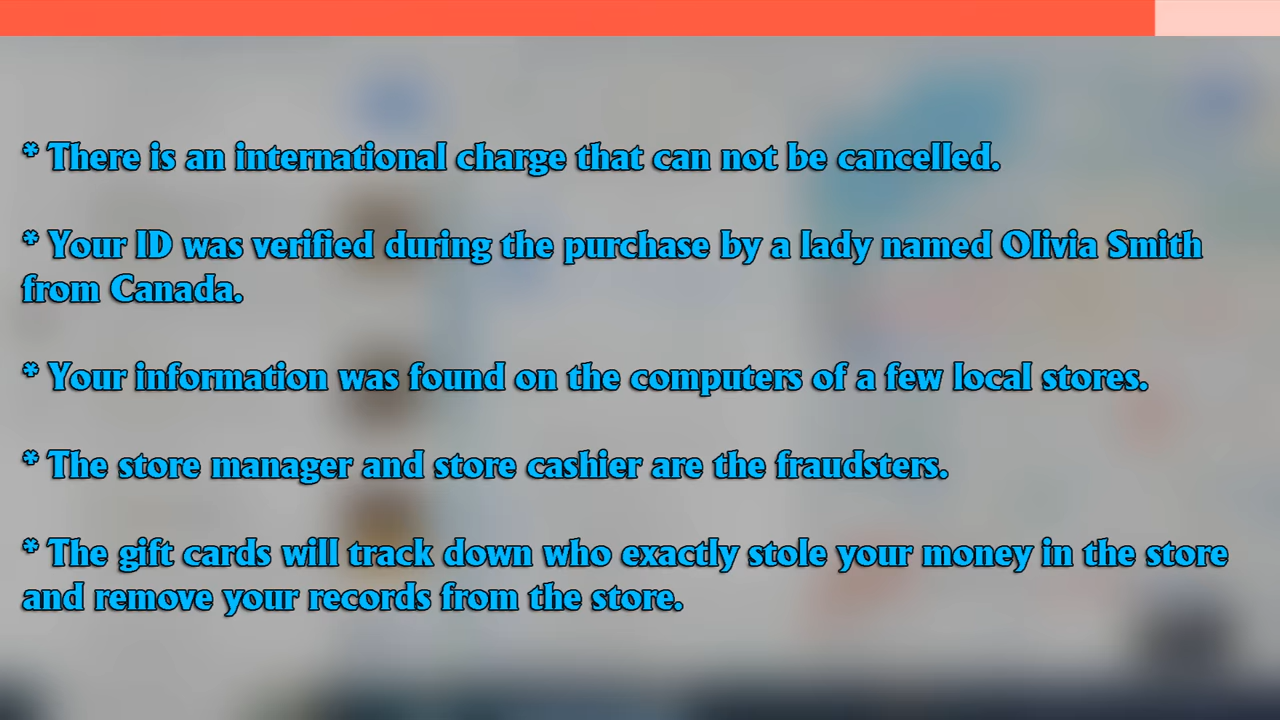 * There is an international charge that can not be cancelled.
* Your ID was verified during the purchase by a lady named Olivia Smith
from Canada.
* Your information was found on the computers of a few local stores.
* The store manager and store cashier are the fraudsters.
* The gift cards will track down who exactly stole your money in the store
and remove your records from the store.